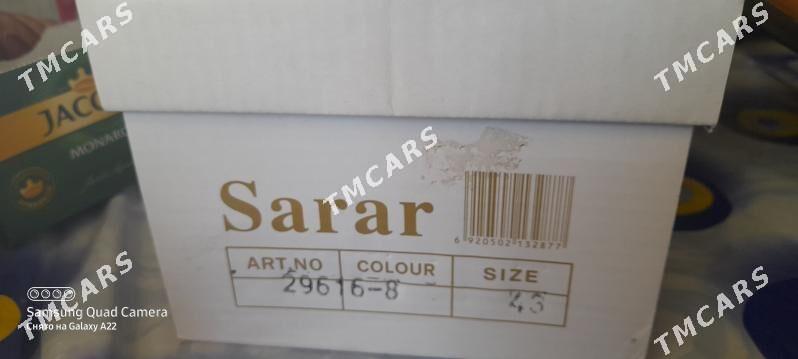 TMCARS
TMCARS
JACO
MONAR
TMCARS
Sarar
6 920502 132877
ART.NO COLOUR SIZE
29616-8 43
TMCARS
Samsung Quad Camera
Снято на Galaxy A22
TMCARS